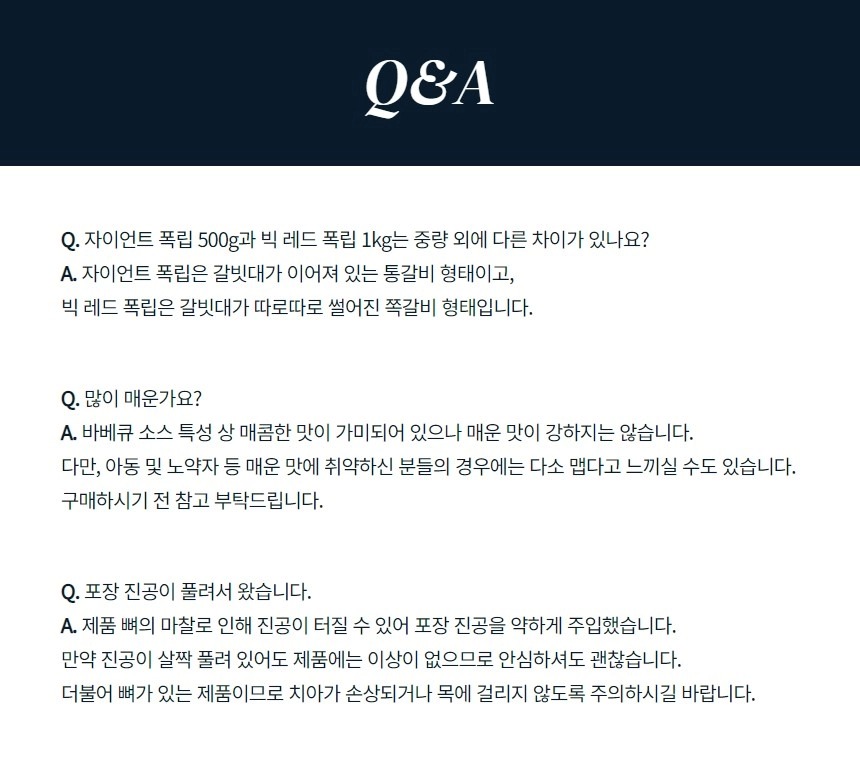 Q&A
Q. 자이언트 폭립 500g과 빅 레드 폭립 1kg는 중량 외에 다른 차이가 있나요?
A. 자이언트 폭립은 갈빗대가 이어져 있는 통갈비 형태이고,
빅 레드 폭립은 갈빗대가 따로따로 썰어진 쪽갈비 형태입니다.
Q. 많이 매운가요?
A. 바베큐 소스 특성 상 매콤한 맛이 가미되어 있으나 매운 맛이 강하지는 않습니다.
다만, 아동 및 노약자 등 매운 맛에 취약하신 분들의 경우에는 다소 맵다고 느끼실 수도 있습니다.
구매하시기 전 참고 부탁드립니다.
Q. 포장 진공이 풀려서 왔습니다.
A. 제품 뼈의 마찰로 인해 진공이 터질 수 있어 포장 진공을 약하게 주입했습니다.
만약 진공이 살짝 풀려 있어도 제품에는 이상이 없으므로 안심하셔도 괜찮습니다.
더불어 뼈가 있는 제품이므로 치아가 손상되거나 목에 걸리지 않도록 주의하시길 바랍니다.